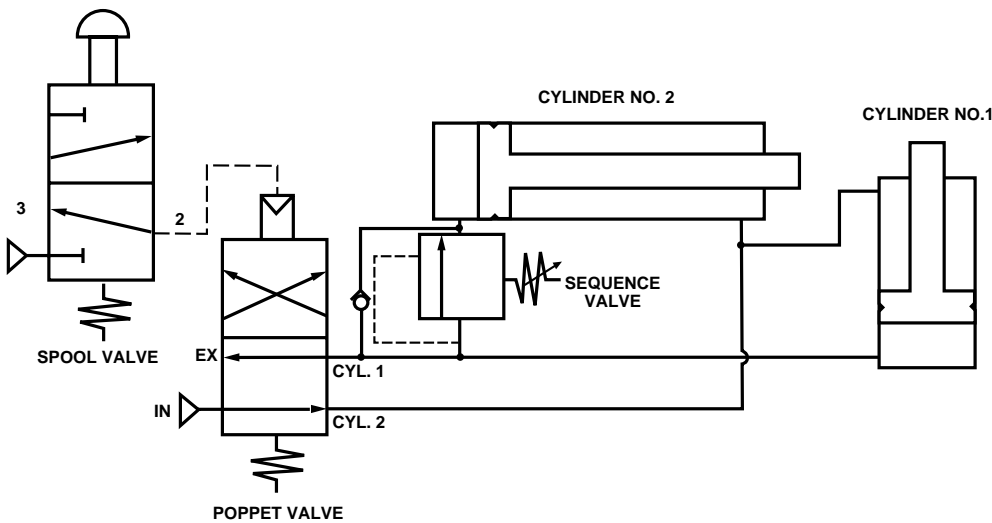 CYLINDER NO. 2
CYLINDER NO.1
3
2
SEQUENCE
VALVE
SPOOL VALVE
EX
CYL. 1
IN
CYL. 2
POPPET VALVE